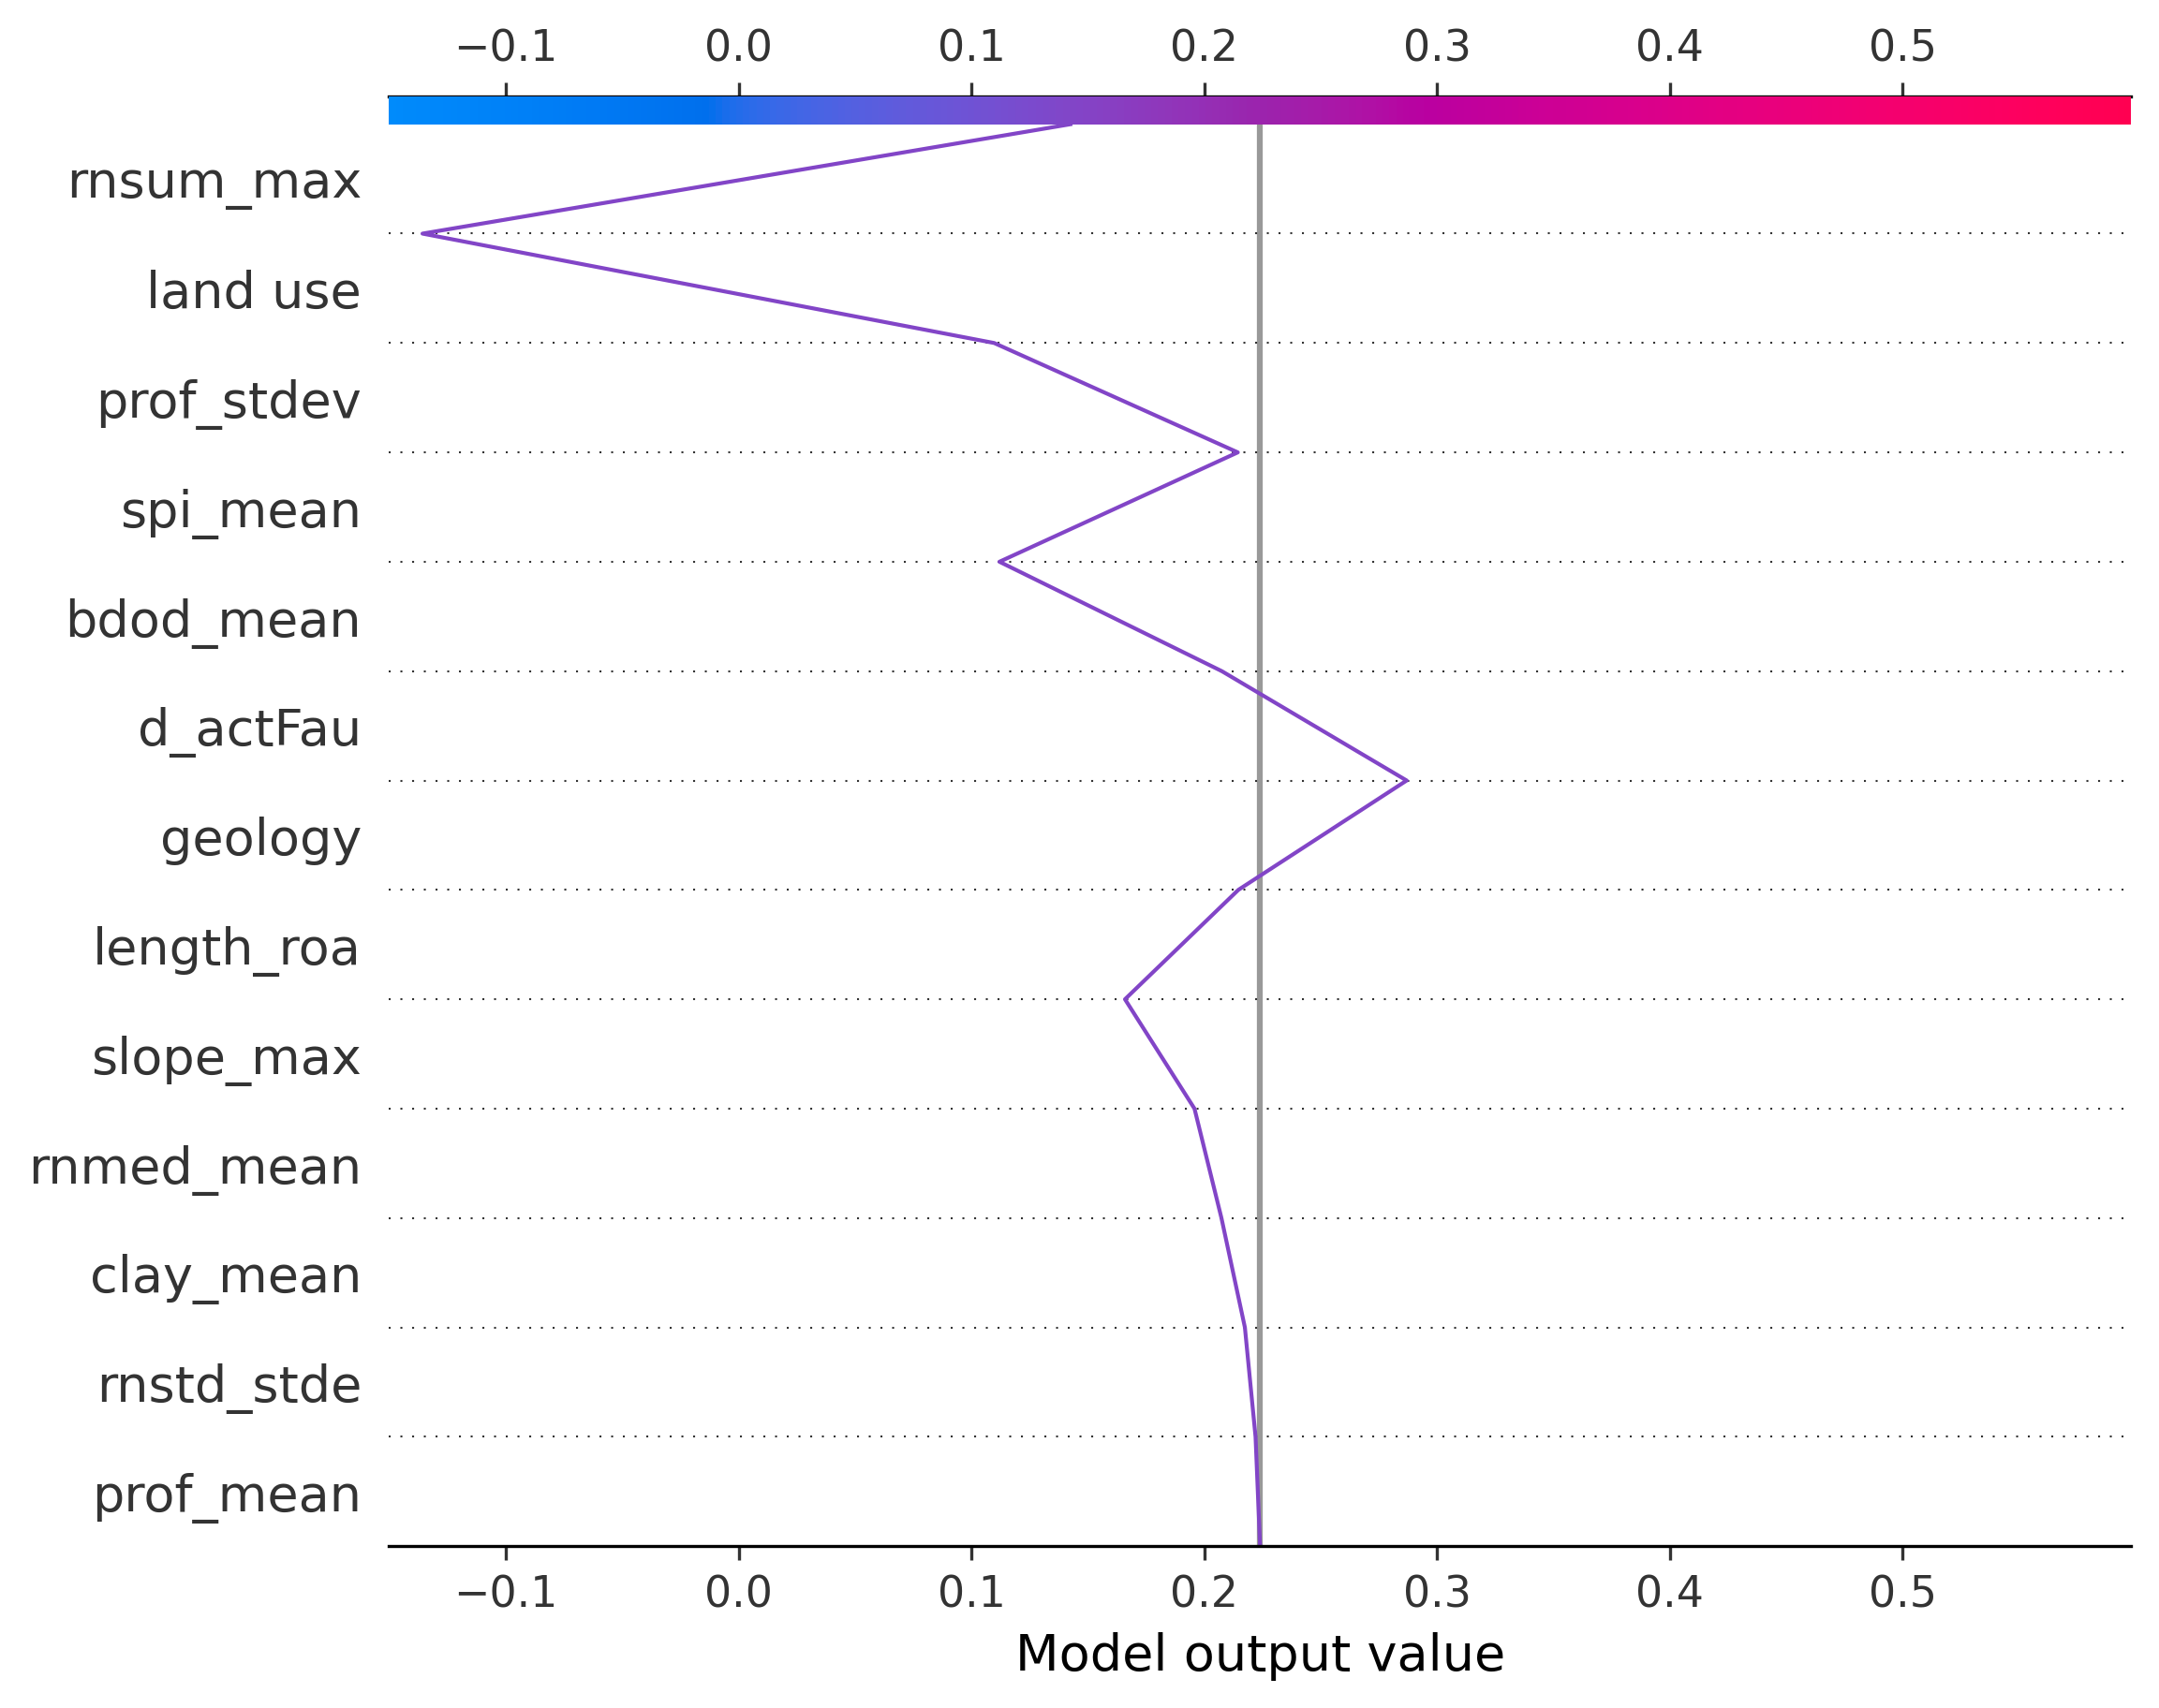 −0.1 0.0 0.1 0.2 0.3 0.4 0.5
rnsum_max
land use
prof_stdev
spi_mean
bdod_mean
d_actFau
geology
length_roa
slope_max
rnmed_mean
clay_mean
rnstd_stde
prof_mean
−0.1 0.0 0.1 0.2 0.3 0.4 0.5
Model output value